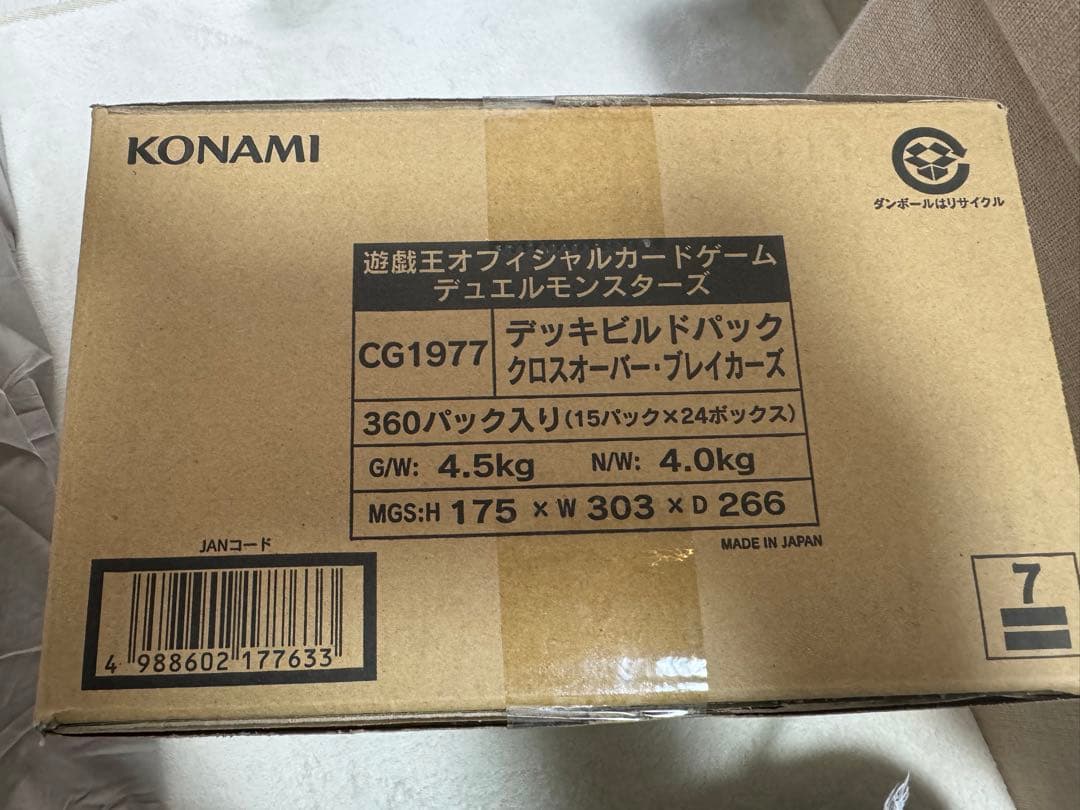 KONAMI
ダンボールはリサイクル
遊戯王オフィシャルカードゲーム
デュエルモンスターズ
CG1977
デッキビルドパック
クロスオーバー・ブレイカーズ
360パック入り(15パック×24ボックス)
G/W: 4.5kg N/W: 4.0kg
MGS:H 175 × W 303 × D 266
MADE IN JAPAN
JANコード
4 988602 177633
7